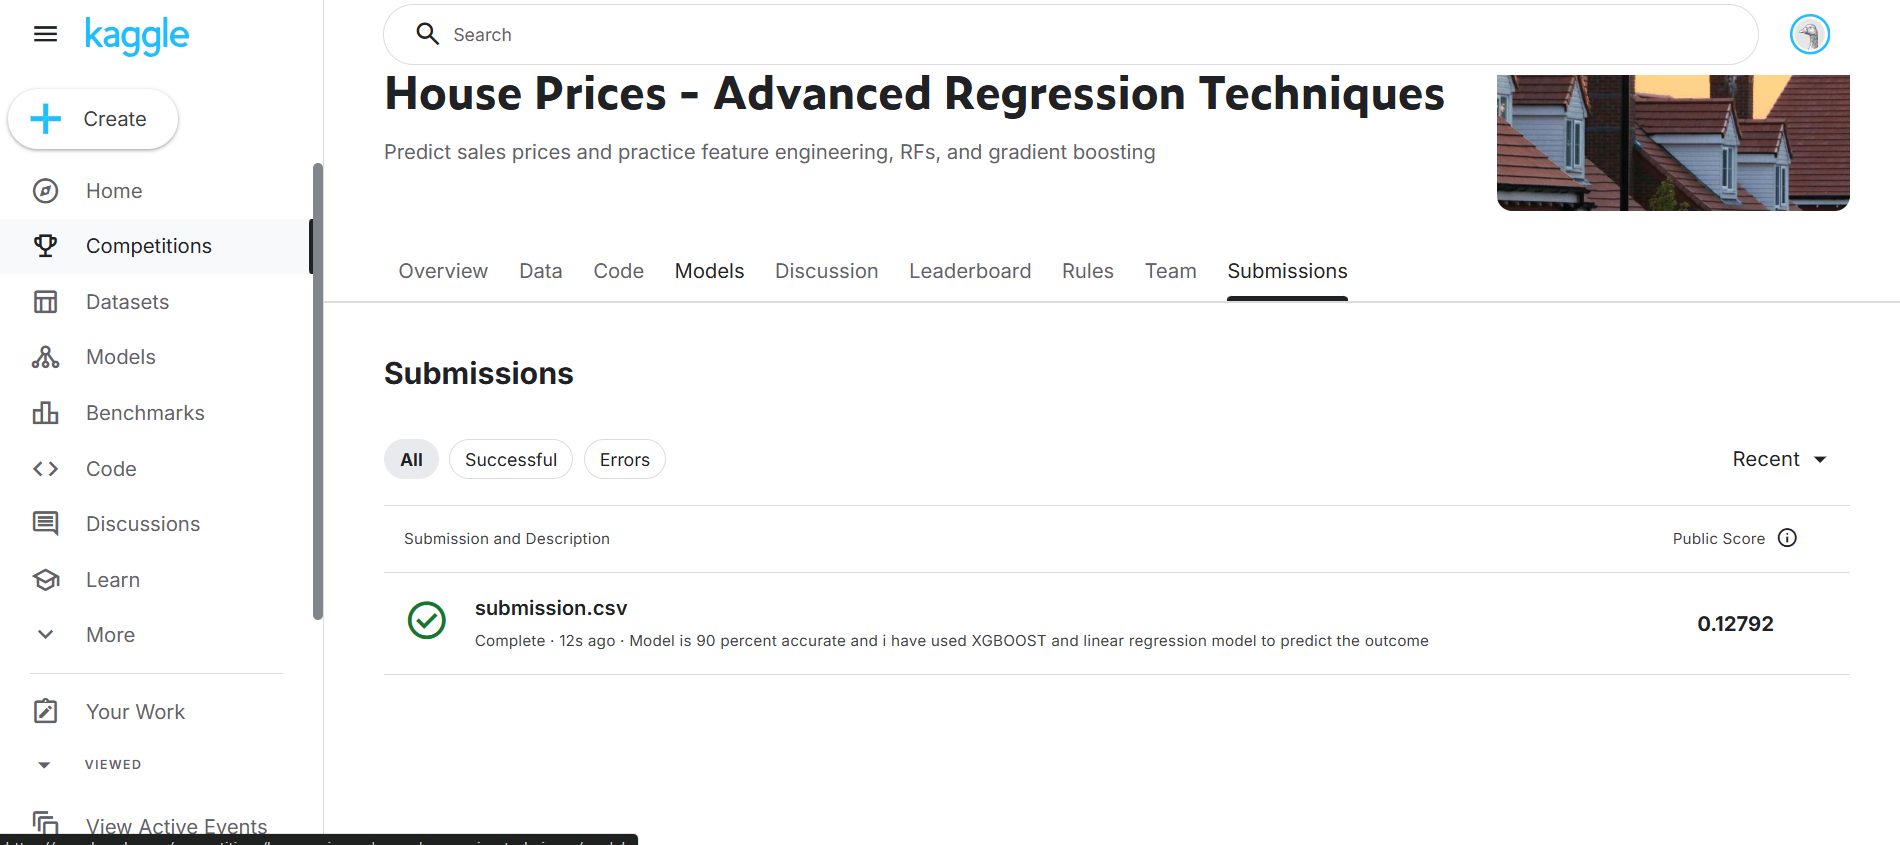 kaggle
Search
Create
Home
Competitions
Datasets
Models
Benchmarks
Code
Discussions
Learn
More
Your Work
VIEWED
View Active Events
House Prices - Advanced Regression Techniques
Predict sales prices and practice feature engineering, RFs, and gradient boosting
Overview Data Code Models Discussion Leaderboard Rules Team Submissions
Submissions
All Successful Errors Recent
Submission and Description Public Score
submission.csv
Complete · 12s ago · Model is 90 percent accurate and i have used XGBOOST and linear regression model to predict the outcome
0.12792